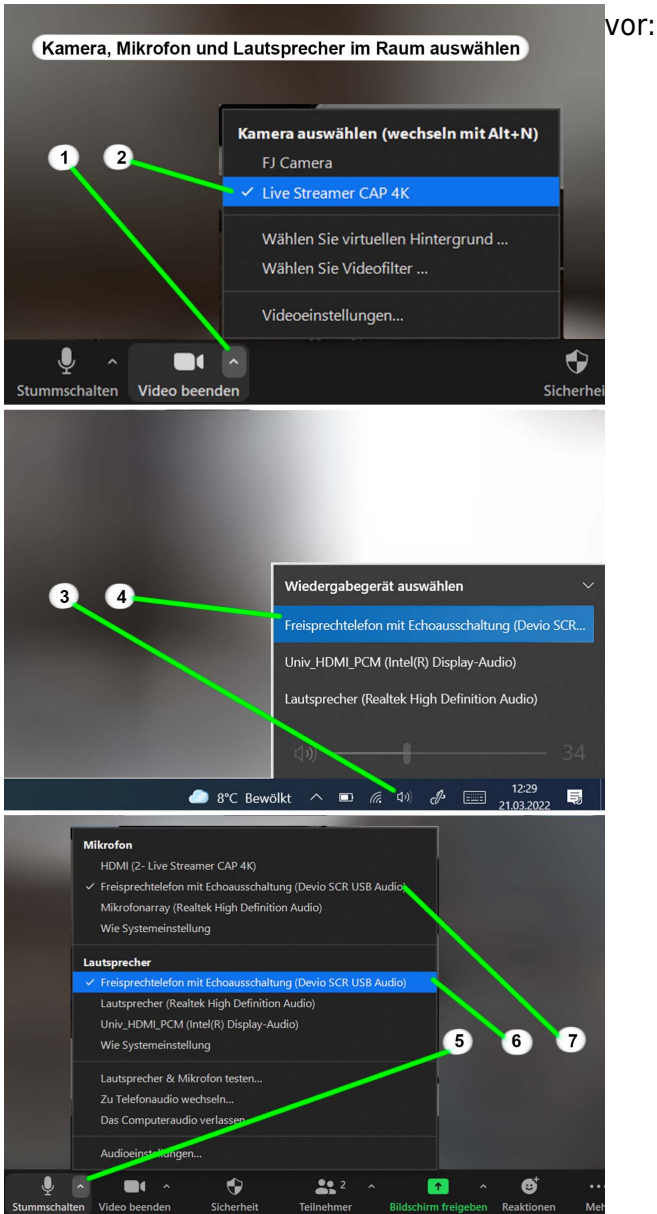 vor:
Kamera, Mikrofon und Lautsprecher im Raum auswählen
Kamera auswählen (wechseln mit Alt+N)
1
2
FJ Camera
Live Streamer CAP 4K
Wählen Sie virtuellen Hintergrund ...
Wählen Sie Videofilter ...
Videoeinstellungen...
Stummschalten
Video beenden
Sicherhei
Wiedergabegerät auswählen
3
4
Freisprechtelefon mit Echoausschaltung (Devio SCR...
Univ_HDMI_PCM (Intel(R) Display-Audio)
Lautsprecher (Realtek High Definition Audio)
34
8°C Bewölkt
12:29
21.03.2022
Mikrofon
HDMI (2- Live Streamer CAP 4K)
Freisprechtelefon mit Echoausschaltung (Devio SCR USB Audio)
Mikrofonarray (Realtek High Definition Audio)
Wie Systemeinstellung
Lautsprecher
Freisprechtelefon mit Echoausschaltung (Devio SCR USB Audio)
Lautsprecher (Realtek High Definition Audio)
Univ_HDMI_PCM (Intel(R) Display-Audio)
Wie Systemeinstellung
5
6
7
Lautsprecher & Mikrofon testen...
Zu Telefonaudio wechseln...
Das Computeraudio verlassen
Audioeinstellungen...
2
Stummschalten
Video beenden
Sicherheit
Teilnehmer
Bildschirm freigeben
Reaktionen
Meh